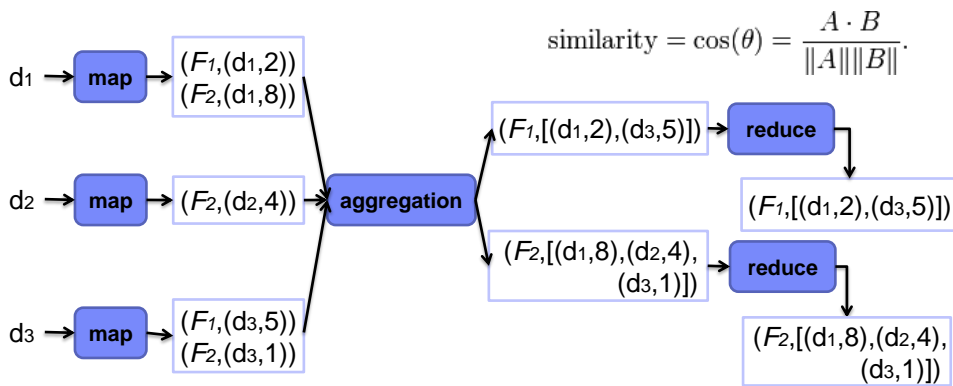 similarity = cos(θ) = A · B / ‖A‖‖B‖.
d1
map
(F1,(d1,2))
(F2,(d1,8))
d2
map
(F2,(d2,4))
d3
map
(F1,(d3,5))
(F2,(d3,1))
aggregation
(F1,[(d1,2),(d3,5)])
reduce
(F1,[(d1,2),(d3,5)])
(F2,[(d1,8),(d2,4),
(d3,1)])
reduce
(F2,[(d1,8),(d2,4),
(d3,1)])